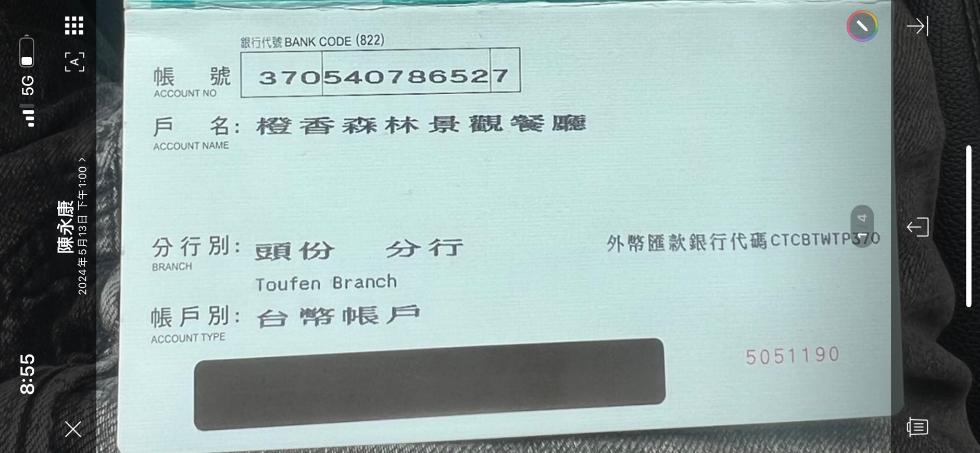 銀行代號 BANK CODE (822)
帳 號 370540786527
ACCOUNT NO
戶 名: 橙香森林景觀餐廳
ACCOUNT NAME
分行別: 頭份 分行
BRANCH
外幣匯款銀行代碼CTCBTWTP370
Toufen Branch
帳戶別: 台幣帳戶
ACCOUNT TYPE
5051190
8:55
5G
陳永康
2024年5月13日 下午1:00 >
A
1 4